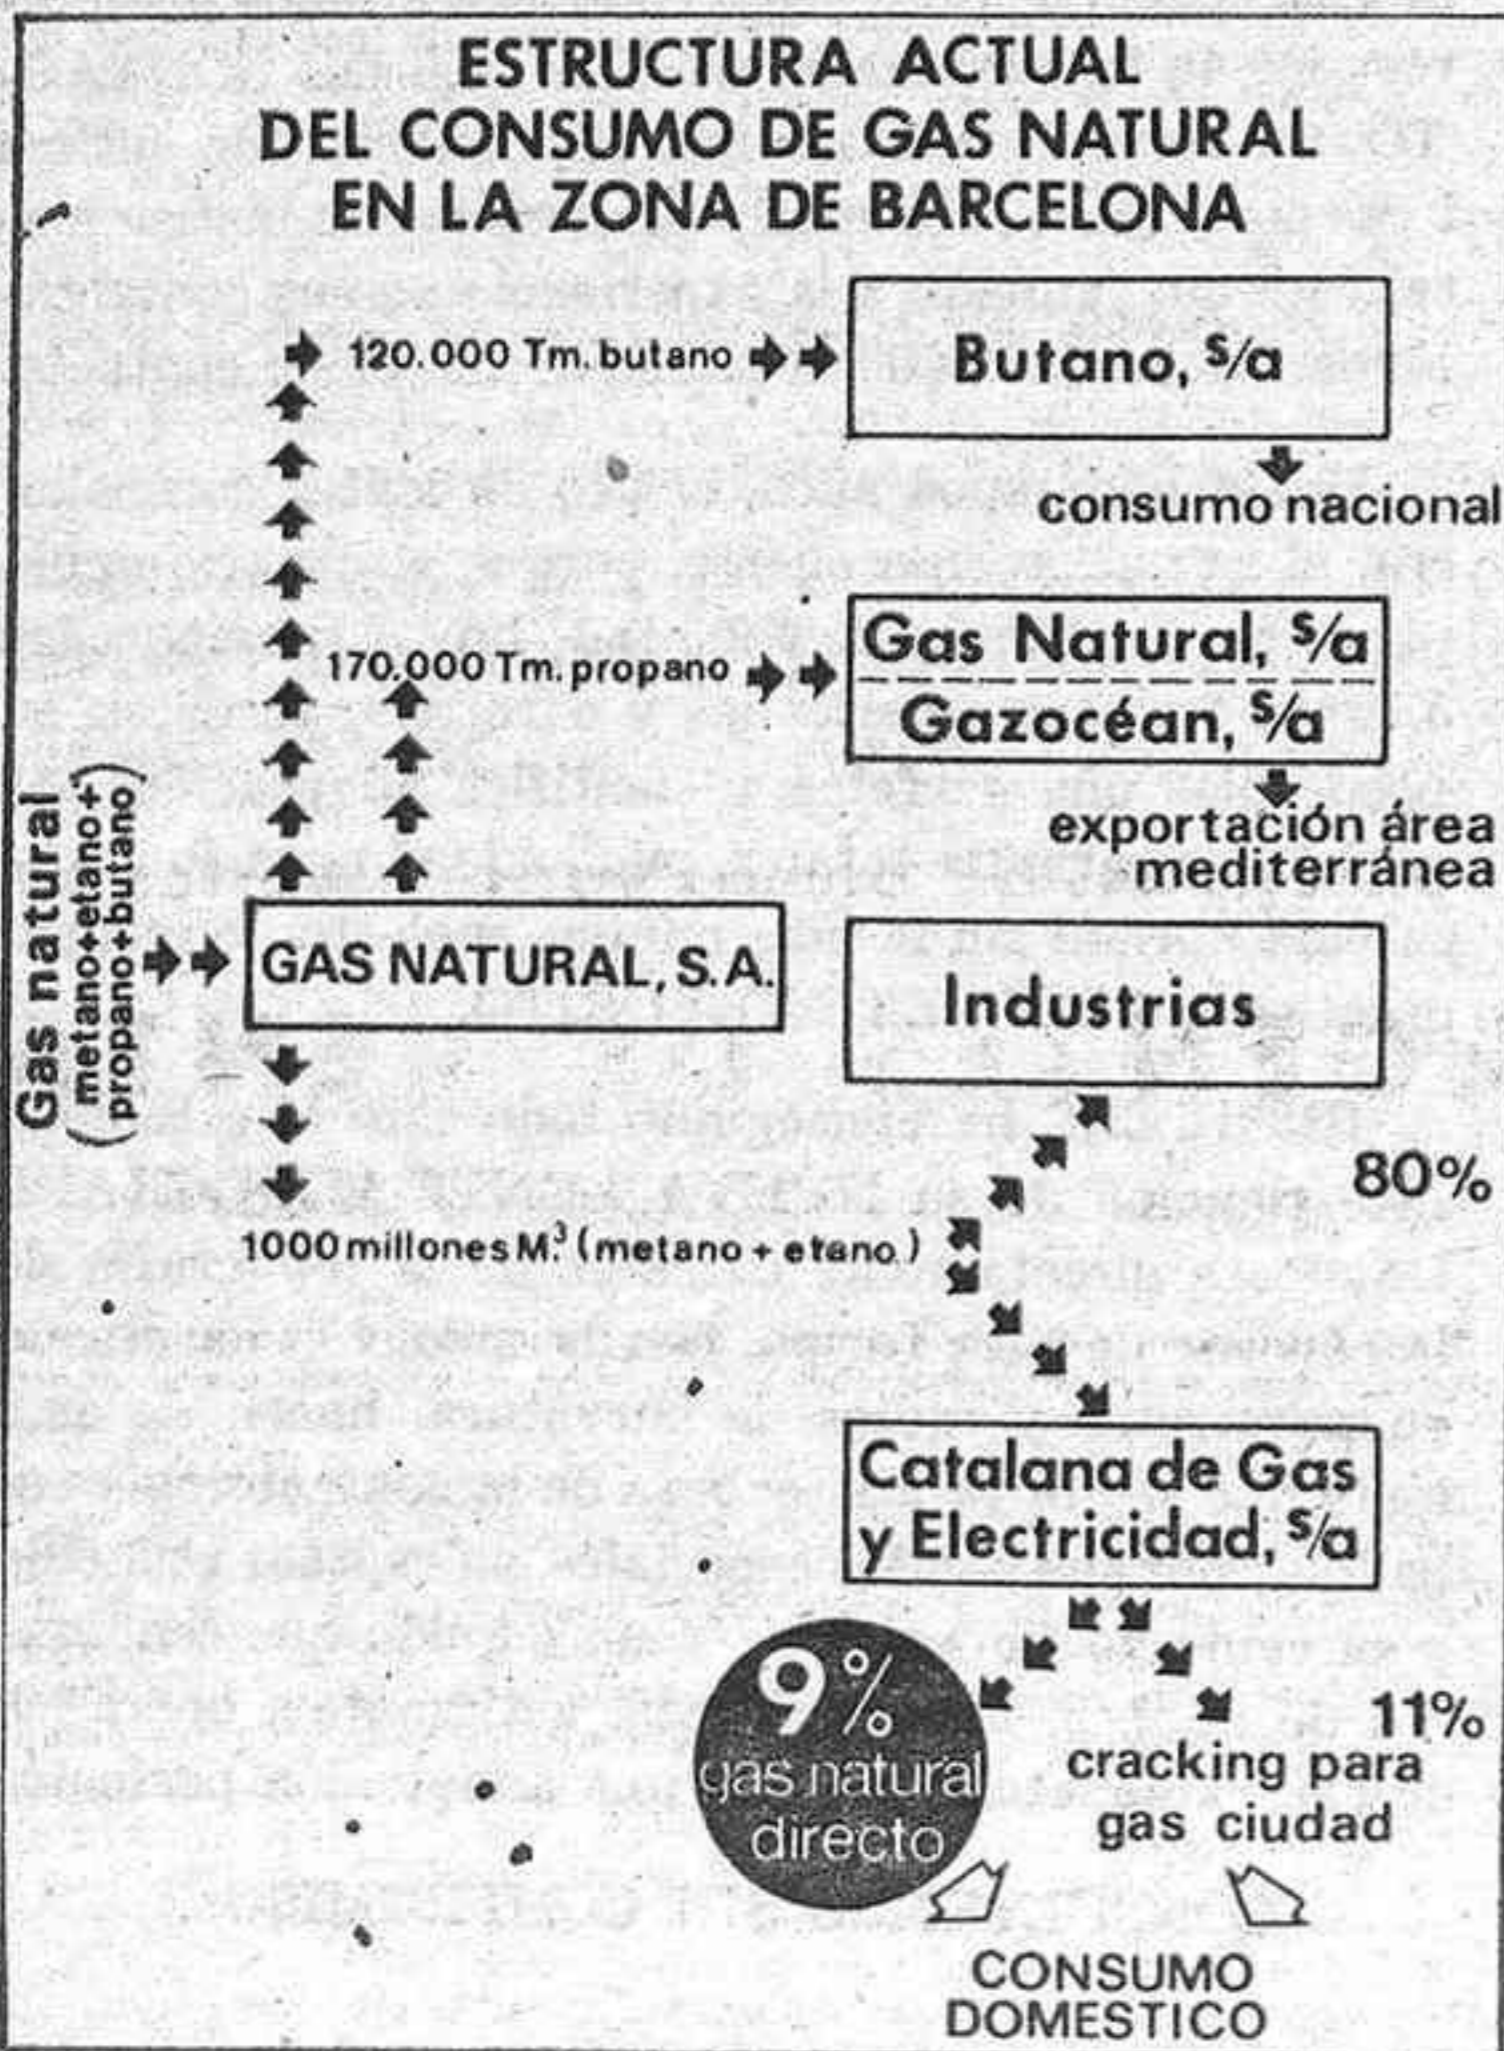 ESTRUCTURA ACTUAL
DEL CONSUMO DE GAS NATURAL
EN LA ZONA DE BARCELONA
120.000 Tm. butano
Butano, s/a
consumo nacional
170.000 Tm. propano
Gas Natural, s/a
Gazocéan, s/a
exportación área
mediterránea
Gas natural
(metano+etano+
propano+butano)
GAS NATURAL, S.A.
Industrias
80%
1000 millones M.³ (metano + etano.)
Catalana de Gas
y Electricidad, s/a
9%
gas natural
directo
11%
cracking para
gas ciudad
CONSUMO
DOMESTICO